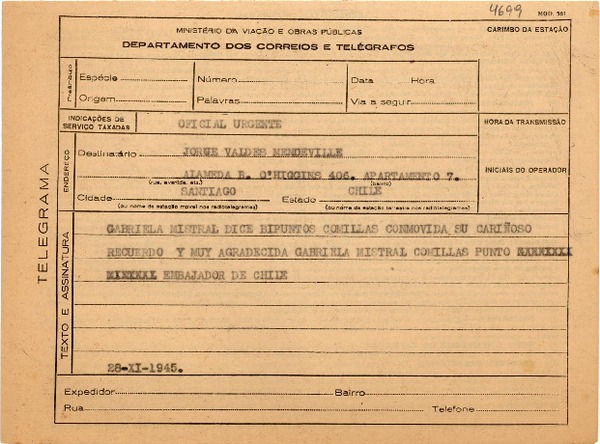 4699 MOD. 561
MINISTÉRIO DA VIAÇÃO E OBRAS PÚBLICAS
CARIMBO DA ESTAÇÃO
DEPARTAMENTO DOS CORREIOS E TELÉGRAFOS
Preâmbulo
Espécie Número Data Hora
Origem Palavras Via a seguir
INDICAÇÕES DE SERVIÇO TAXADAS
OFICIAL URGENTE
HORA DA TRANSMISSÃO
ENDEREÇO
Destinatário JORGE VALDES MENDEVILLE
ALAMEDA B. O'HIGGINS 406. APARTAMENTO 7.
(rua, avenida, etc.) (bairro)
INICIAIS DO OPERADOR
SANTIAGO CHILE
Cidade Estado
(ou nome da estação movel nos radiotelegramas) (ou nome da estação terrestre nos radiotelegramas)
TELEGRAMA
TEXTO E ASSINATURA
GABRIELA MISTRAL DICE BIPUNTOS COMILLAS CONMOVIDA SU CARIÑOSO
RECUERDO Y MUY AGRADECIDA GABRIELA MISTRAL COMILLAS PUNTO
EMBAJADOR DE CHILE
28-XI-1945.
Expedidor Bairro
Rua Telefone